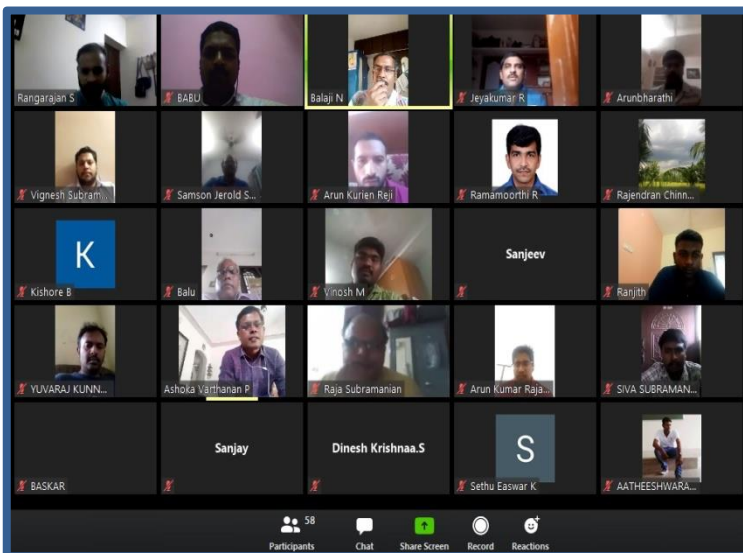 Rangarajan S
BABU
Balaji N
Jeyakumar R
Arunbharathi
Vignesh Subram...
Samson Jerold S...
Arun Kurien Reji
Ramamoorthi R
Rajendran Chinn...
K
Kishore B
Balu
Vinosh M
Sanjeev
Ranjith
YUVARAJ KUNN...
Ashoka Varthanan P
Raja Subramanian
Arun Kumar Raja...
SIVA SUBRAMAN...
BASKAR
Sanjay
Dinesh Krishnaa.S
S
Sethu Easwar K
AATHEESHWARA...
58
Participants
Chat
Share Screen
Record
Reactions